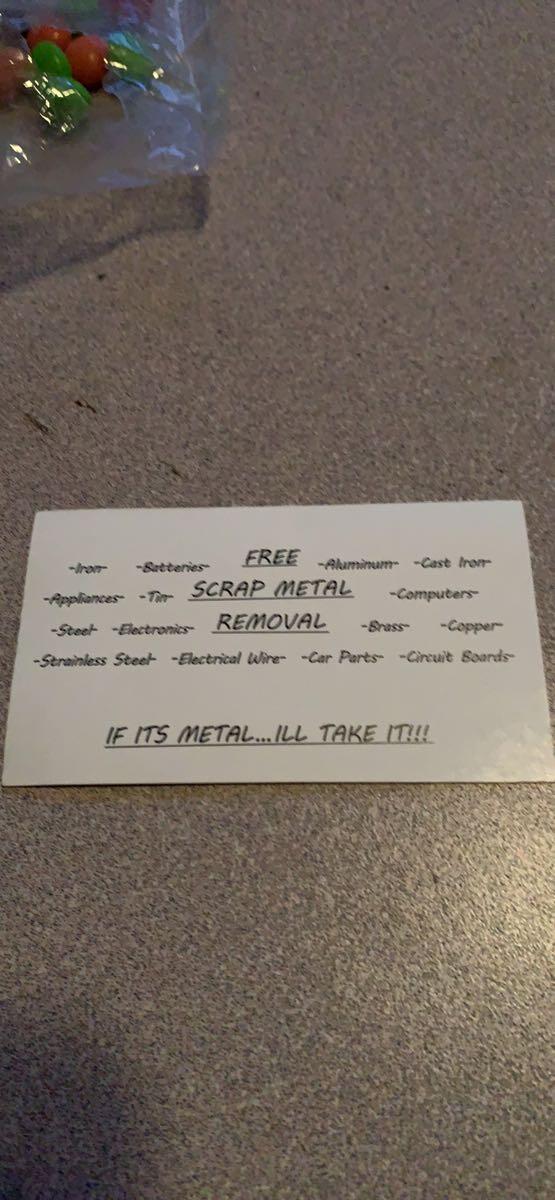 -Iron- -Batteries- FREE -Aluminum- -Cast Iron-
-Appliances- -Tin- SCRAP METAL -Computers-
-Steel- -Electronics- REMOVAL -Brass- -Copper-
-Strainless Steel- -Electrical Wire- -Car Parts- -Circuit Boards-
IF ITS METAL...ILL TAKE IT!!!